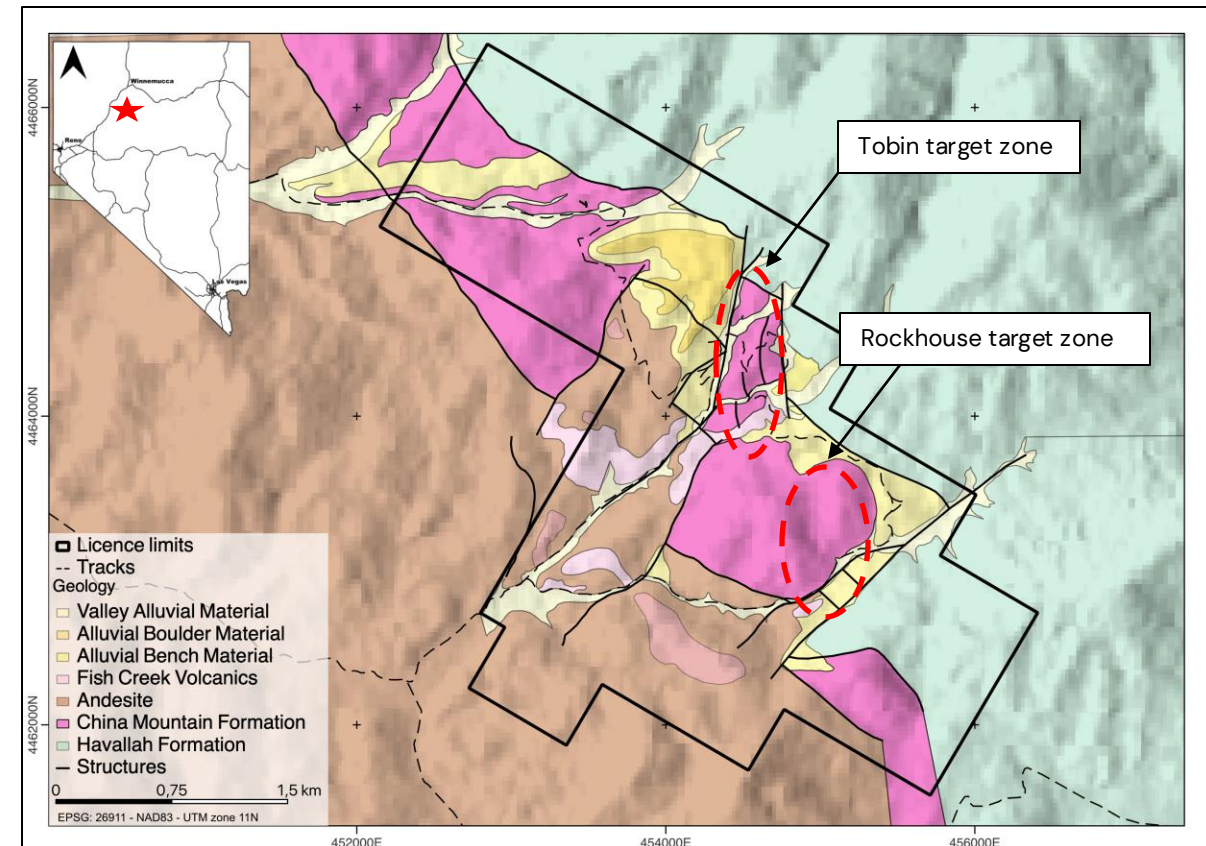 Winnemucca
Reno
Las Vegas
Tobin target zone
Rockhouse target zone
4466000N
4464000N
4462000N
Licence limits
Tracks
Geology
Valley Alluvial Material
Alluvial Boulder Material
Alluvial Bench Material
Fish Creek Volcanics
Andesite
China Mountain Formation
Havallah Formation
Structures
0 0,75 1,5 km
EPSG: 26911 - NAD83 - UTM zone 11N
452000E 454000E 456000E